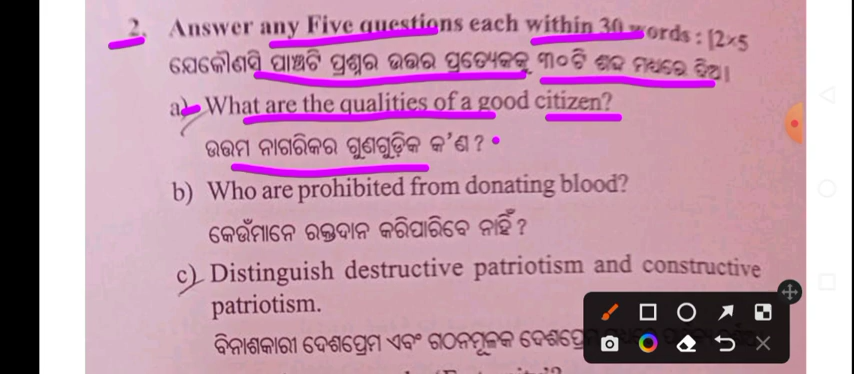 2. Answer any Five questions each within 30 words : [2×5
ଯେକୌଣସି ପାଞ୍ଚଟି ପ୍ରଶ୍ନର ଉତ୍ତର ପ୍ରତ୍ୟେକକୁ ୩୦ଟି ଶବ୍ଦ ମଧ୍ୟରେ ଦିଅ।
a) What are the qualities of a good citizen?
ଉତ୍ତମ ନାଗରିକର ଗୁଣଗୁଡ଼ିକ କ'ଣ ?
b) Who are prohibited from donating blood?
କେଉଁମାନେ ରକ୍ତଦାନ କରିପାରିବେ ନାହିଁ ?
c) Distinguish destructive patriotism and constructive
patriotism.
ବିନାଶକାରୀ ଦେଶପ୍ରେମ ଏବଂ ଗଠନମୂଳକ ଦେଶପ୍ରେମ